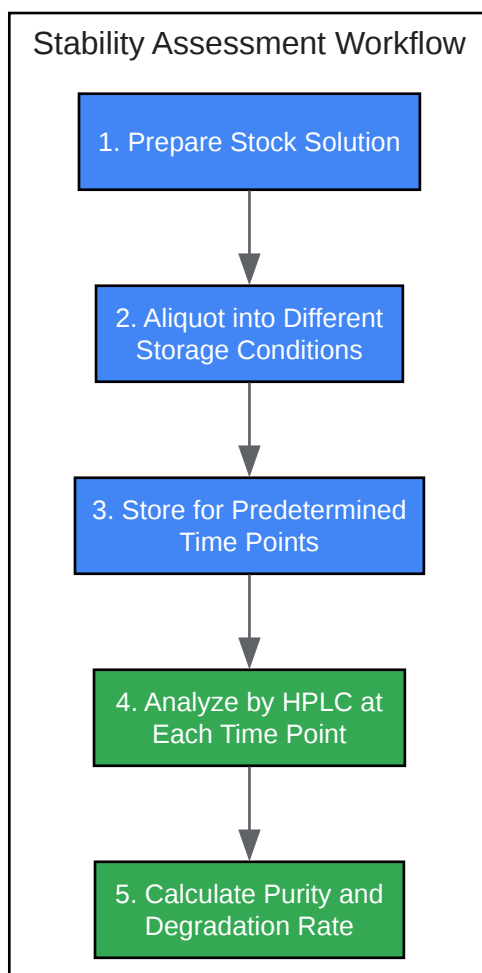 Stability Assessment Workflow
1. Prepare Stock Solution
2. Aliquot into Different
Storage Conditions
3. Store for Predetermined
Time Points
4. Analyze by HPLC at
Each Time Point
5. Calculate Purity and
Degradation Rate